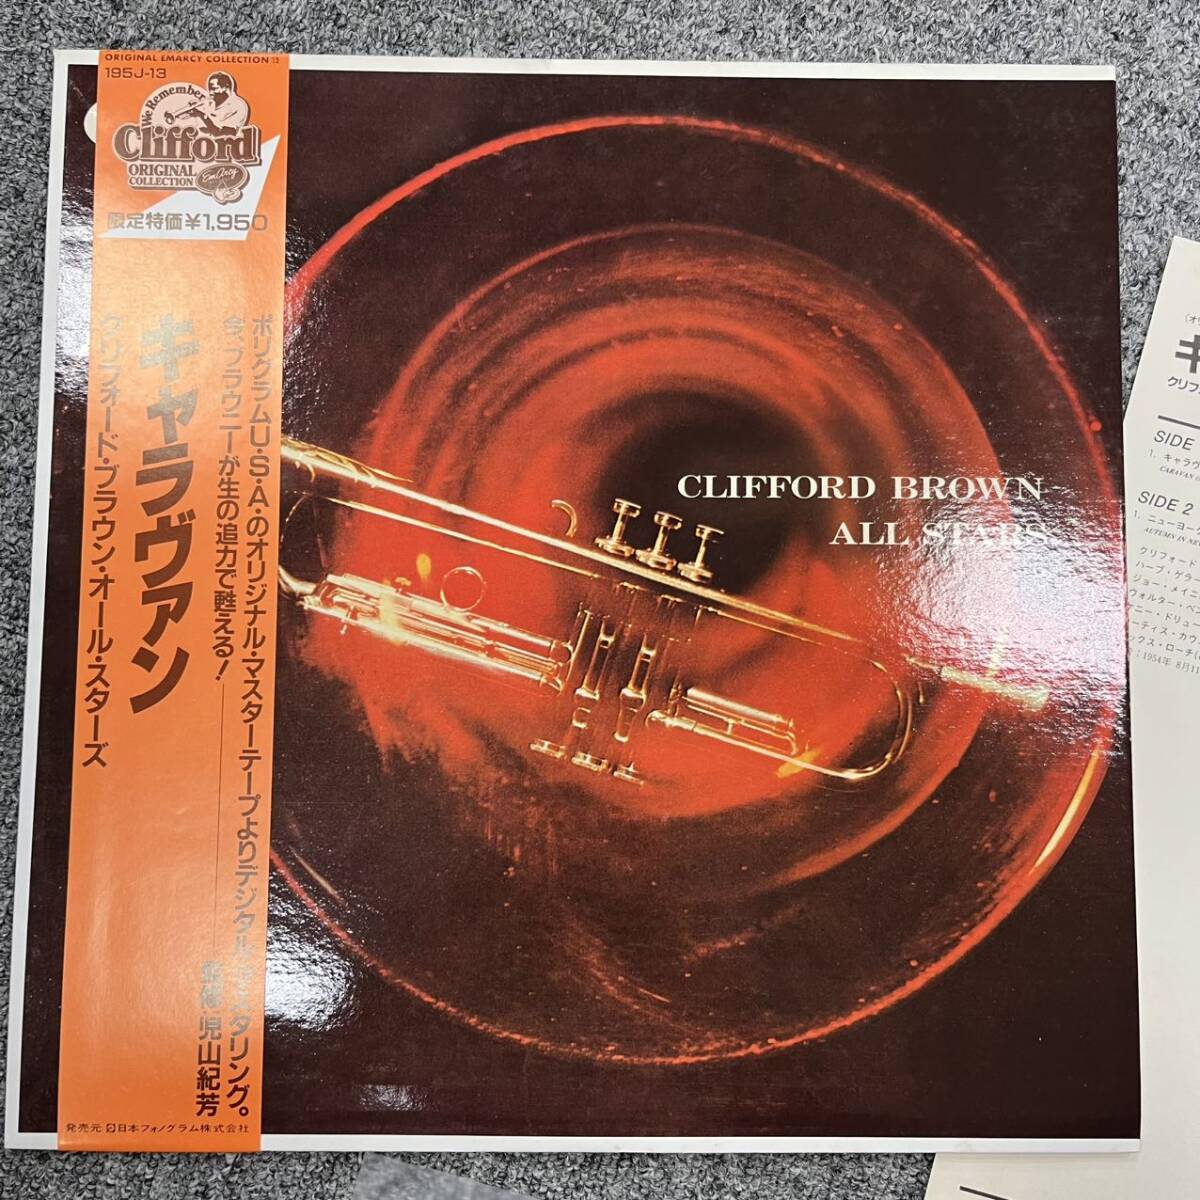 ORIGINAL EMARCY COLLECTION 13
195J-13
We Remember
Clifford
ORIGINAL
COLLECTION
EmArcy
限定特価¥1,950
ポリグラムU・S・A・のオリジナル・マスターテープよりデジタル・マスタリング。
今、ブラウニーが生の迫力で甦える!
監修・児山紀芳
キャラヴァン
クリフォード・ブラウン・オール・スターズ
発売元 日本フォノグラム株式会社
CLIFFORD BROWN
ALL STARS
キ
クリフ
SIDE
1. キャラヴ
CARAVAN
SIDE 2
1. ニューヨー
AUTUMN IN NEW
クリフォード
ハーブ・ゲラ
ジョー・メイニ
ウォルター・ベ
ニー・ドリュー
ーティス・カウ
ックス・ローチ
:1954年 8月11